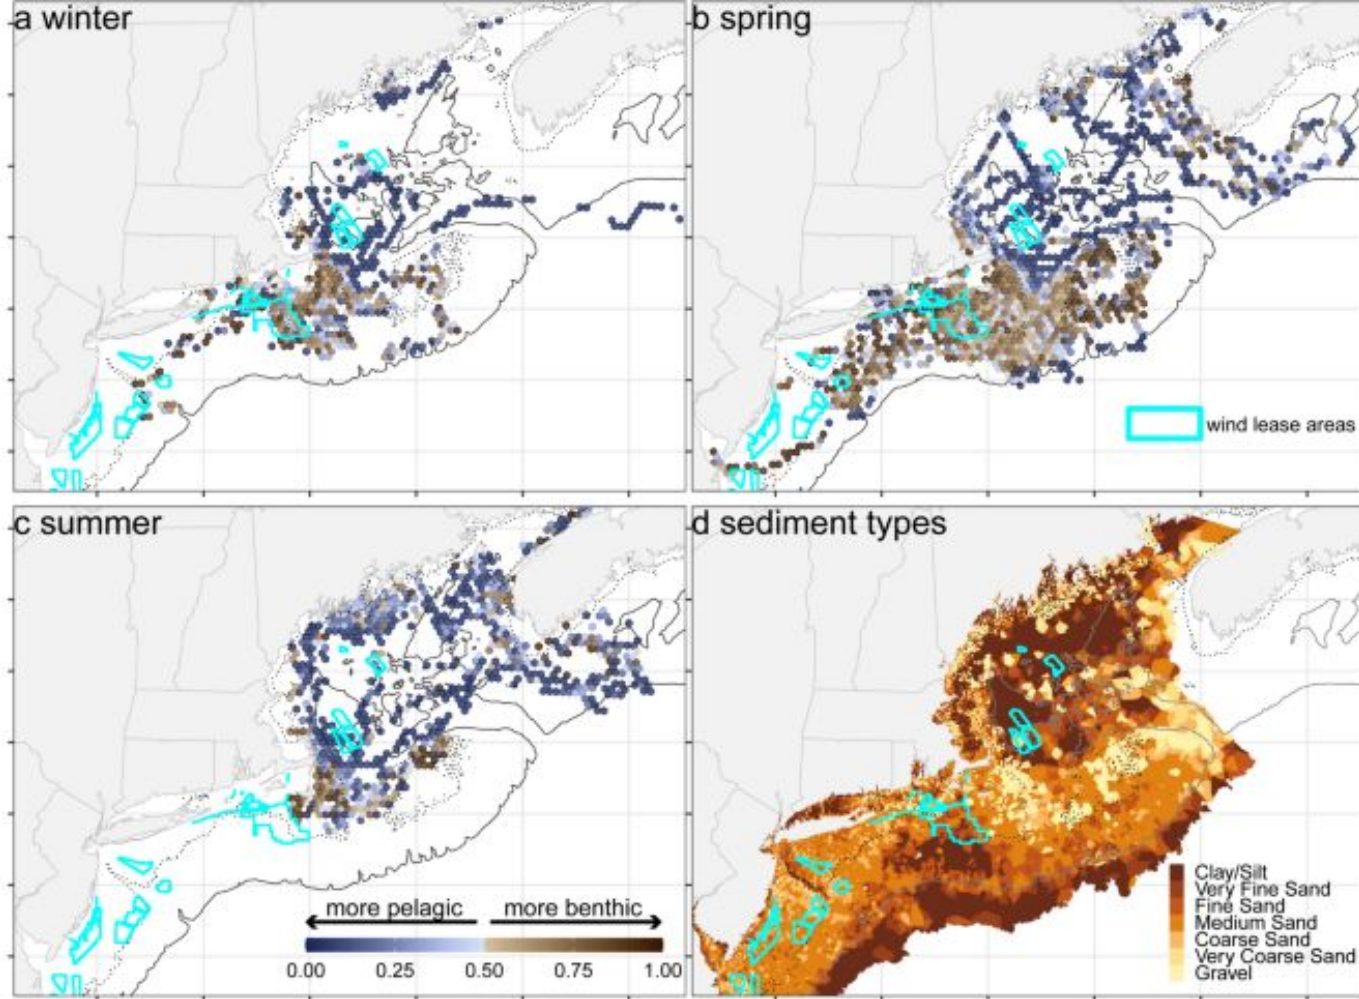 a winter
b spring
wind lease areas
c summer
more pelagic
more benthic
0.00 0.25 0.50 0.75 1.00
d sediment types
Clay/Silt
Very Fine Sand
Fine Sand
Medium Sand
Coarse Sand
Very Coarse Sand
Gravel